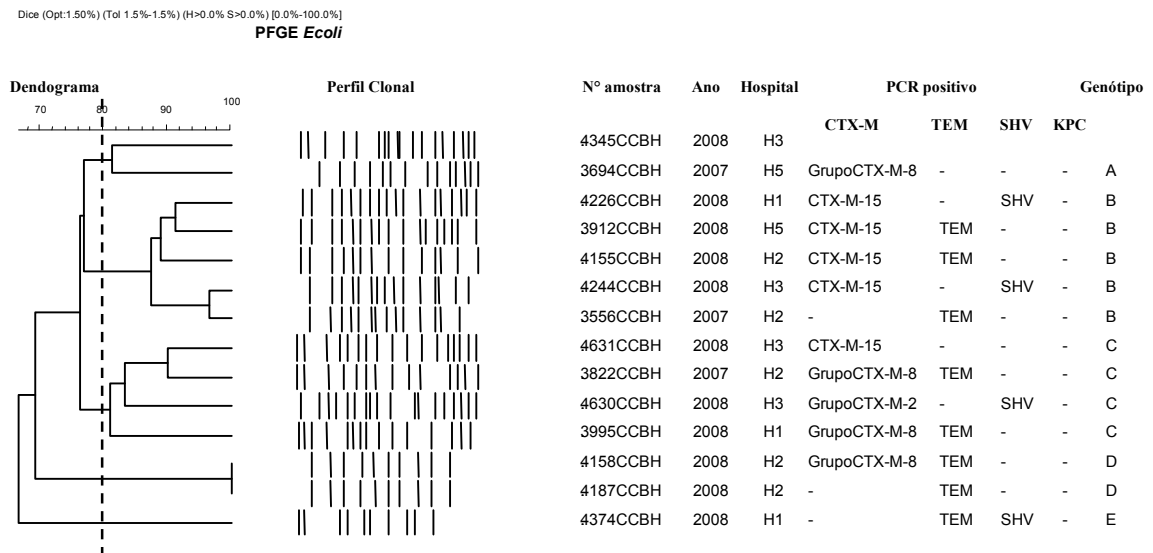 Dice (Opt:1.50%) (Tol 1.5%-1.5%) (H>0.0% S>0.0%) [0.0%-100.0%]
PFGE Ecoli
Dendograma Perfil Clonal N° amostra Ano Hospital PCR positivo Genótipo
70 80 90 100
CTX-M TEM SHV KPC
4345CCBH 2008 H3
3694CCBH 2007 H5 GrupoCTX-M-8 - - - A
4226CCBH 2008 H1 CTX-M-15 - SHV - B
3912CCBH 2008 H5 CTX-M-15 TEM - - B
4155CCBH 2008 H2 CTX-M-15 TEM - - B
4244CCBH 2008 H3 CTX-M-15 - SHV - B
3556CCBH 2007 H2 - TEM - - B
4631CCBH 2008 H3 CTX-M-15 - - - C
3822CCBH 2007 H2 GrupoCTX-M-8 TEM - - C
4630CCBH 2008 H3 GrupoCTX-M-2 - SHV - C
3995CCBH 2008 H1 GrupoCTX-M-8 TEM - - C
4158CCBH 2008 H2 GrupoCTX-M-8 TEM - - D
4187CCBH 2008 H2 - TEM - - D
4374CCBH 2008 H1 - TEM SHV - E